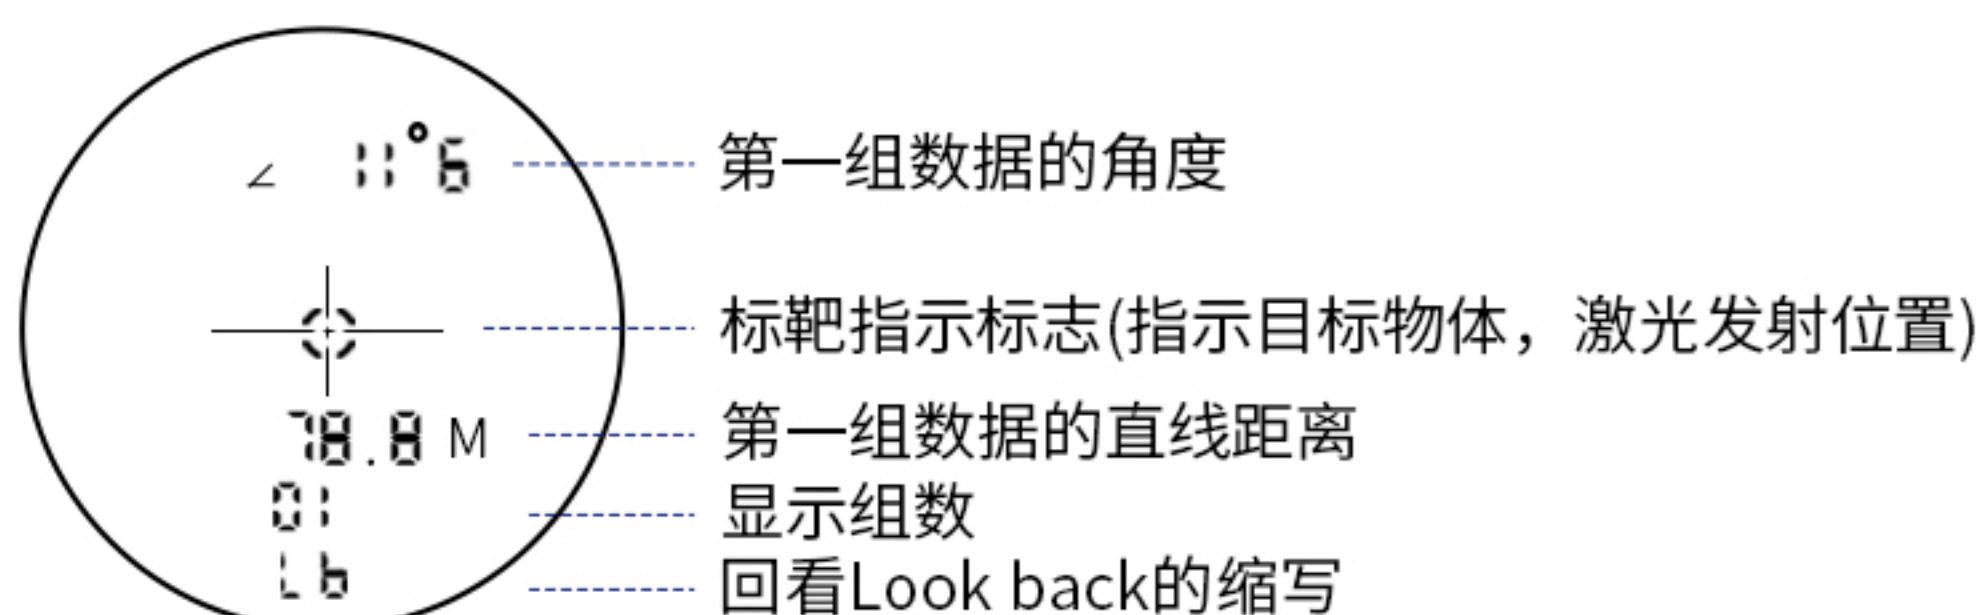 ∠ 11°6 第一组数据的角度
标靶指示标志(指示目标物体，激光发射位置)
78.8 M 第一组数据的直线距离
01 显示组数
Lb 回看Look back的缩写